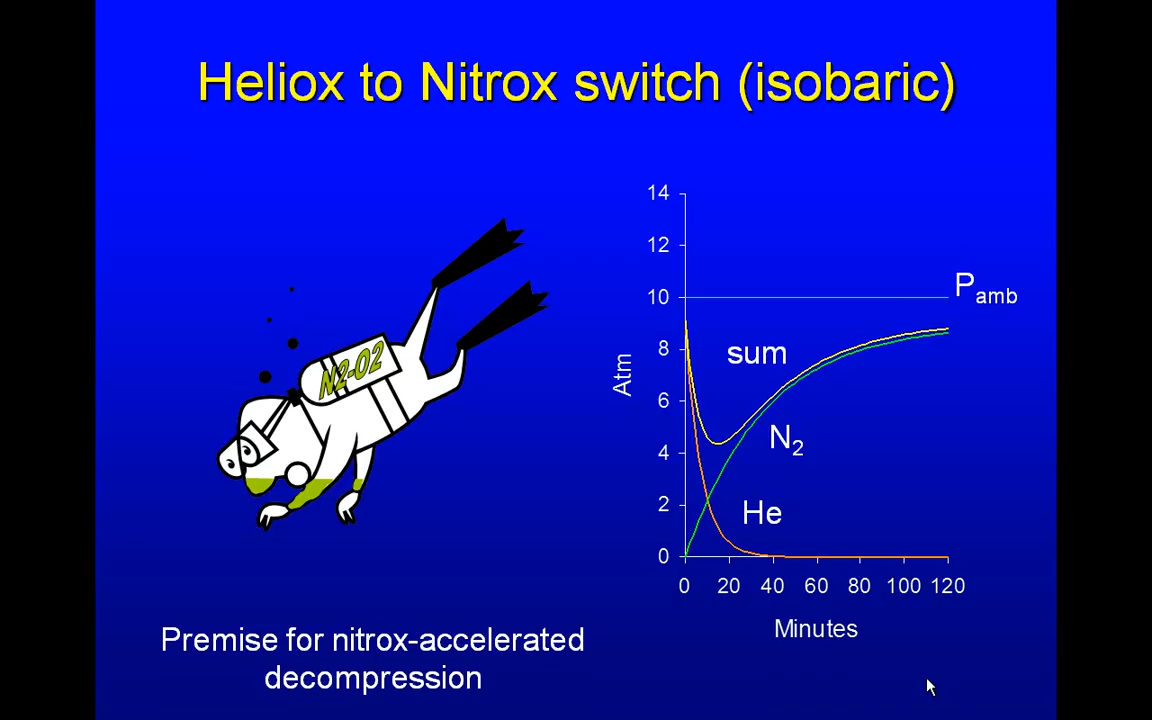 Heliox to Nitrox switch (isobaric)
14
12
10
8
6
4
2
0
Atm
Pamb
sum
N2
He
0 20 40 60 80 100 120
Minutes
N2-O2
Premise for nitrox-accelerated
decompression